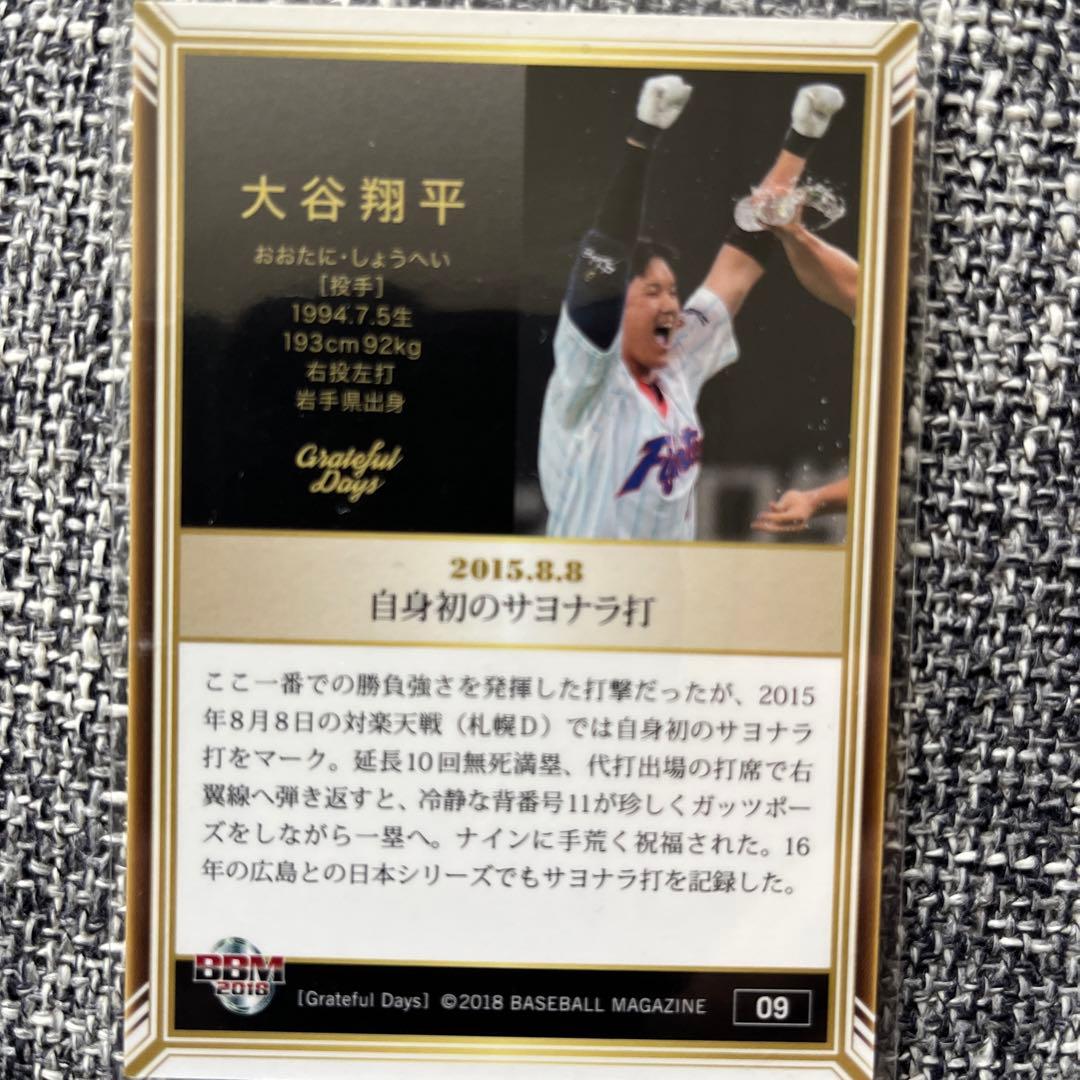 大谷翔平
おおたに・しょうへい
[投手]
1994.7.5生
193cm 92kg
右投左打
岩手県出身
Grateful
Days
2015.8.8
自身初のサヨナラ打
ここ一番での勝負強さを発揮した打撃だったが、2015
年8月8日の対楽天戦（札幌D）では自身初のサヨナラ
打をマーク。延長10回無死満塁、代打出場の打席で右
翼線へ弾き返すと、冷静な背番号11が珍しくガッツポー
ズをしながら一塁へ。ナインに手荒く祝福された。16
年の広島との日本シリーズでもサヨナラ打を記録した。
BBM
2018
[Grateful Days] ©2018 BASEBALL MAGAZINE
09